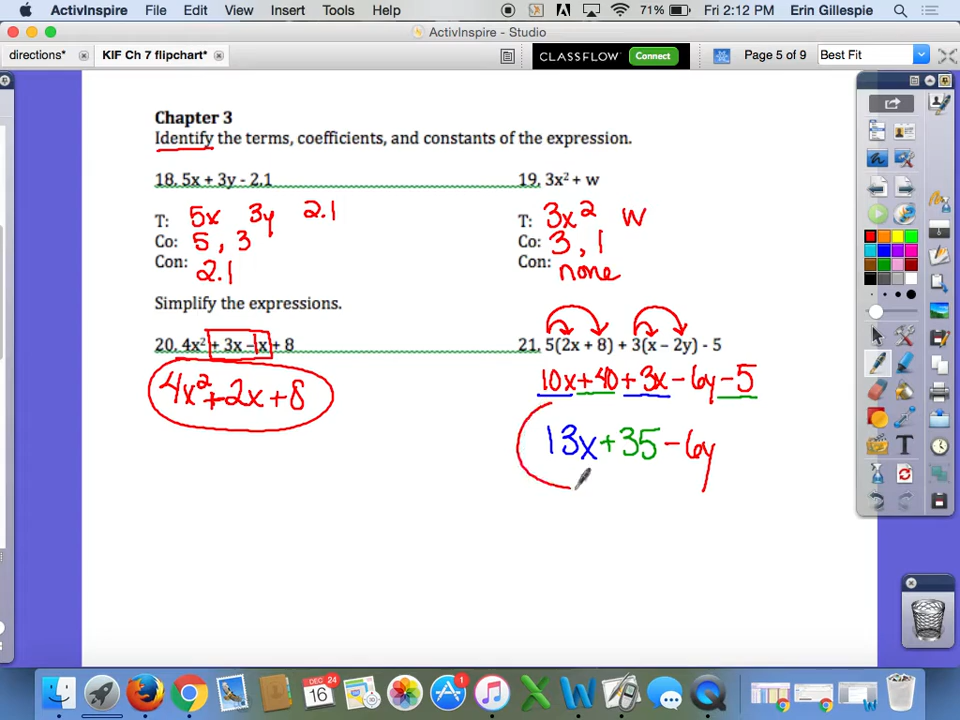 ActivInspire File Edit View Insert Tools Help 71% Fri 2:12 PM Erin Gillespie
ActivInspire - Studio
directions* KIF Ch 7 flipchart* CLASSFLOW Connect Page 5 of 9 Best Fit
Chapter 3
Identify the terms, coefficients, and constants of the expression.
18. 5x + 3y - 2.1
T: 5x 3y 2.1
Co: 5, 3
Con: 2.1
19. 3x² + w
T: 3x² w
Co: 3, 1
Con: none
Simplify the expressions.
20. 4x² + 3x – 1x + 8
4x² + 2x + 8
21. 5(2x + 8) + 3(x – 2y) - 5
10x + 40 + 3x - 6y - 5
13x + 35 - 6y
T
DEC 24
16
1